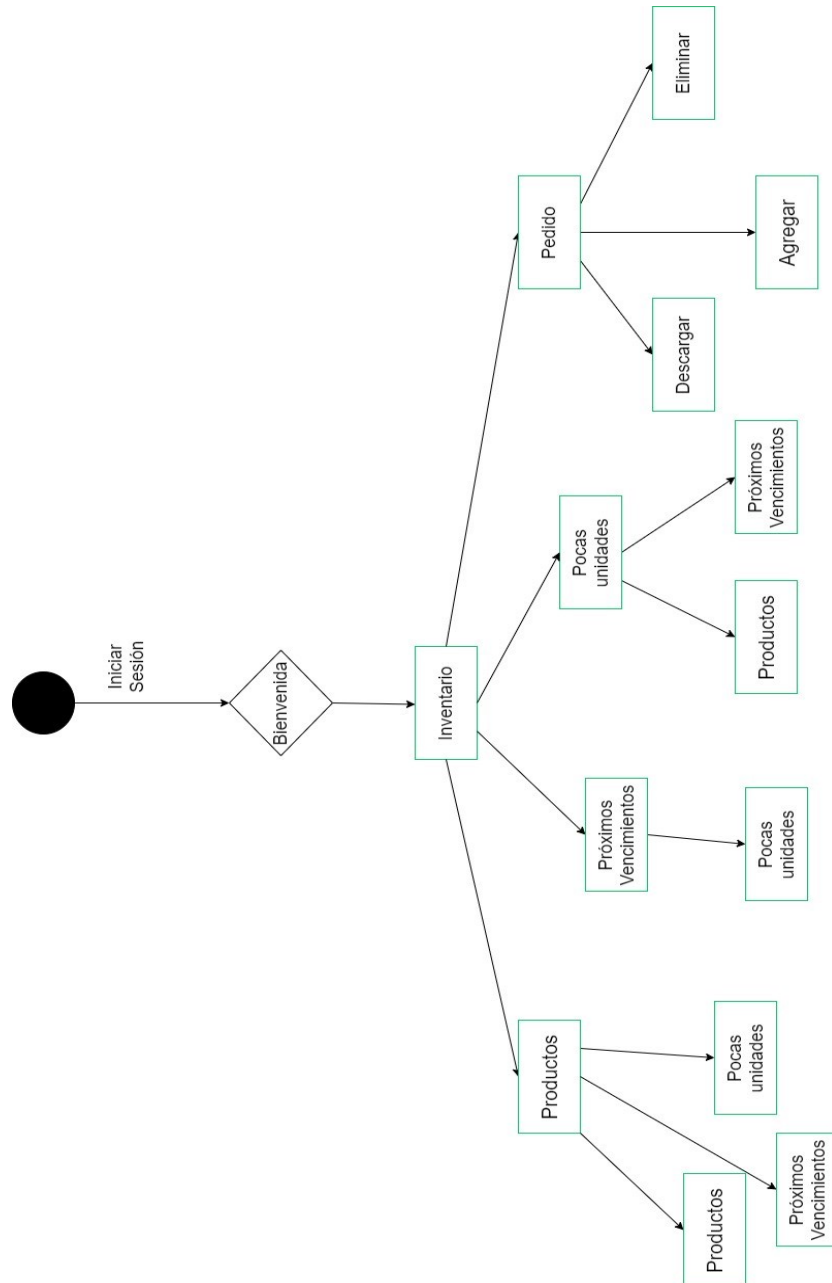 Iniciar
Sesión
Bienvenida
Inventario
Productos
Próximos
Vencimientos
Pocas
unidades
Pedido
Productos
Próximos
Vencimientos
Pocas
unidades
Pocas
unidades
Productos
Próximos
Vencimientos
Descargar
Agregar
Eliminar